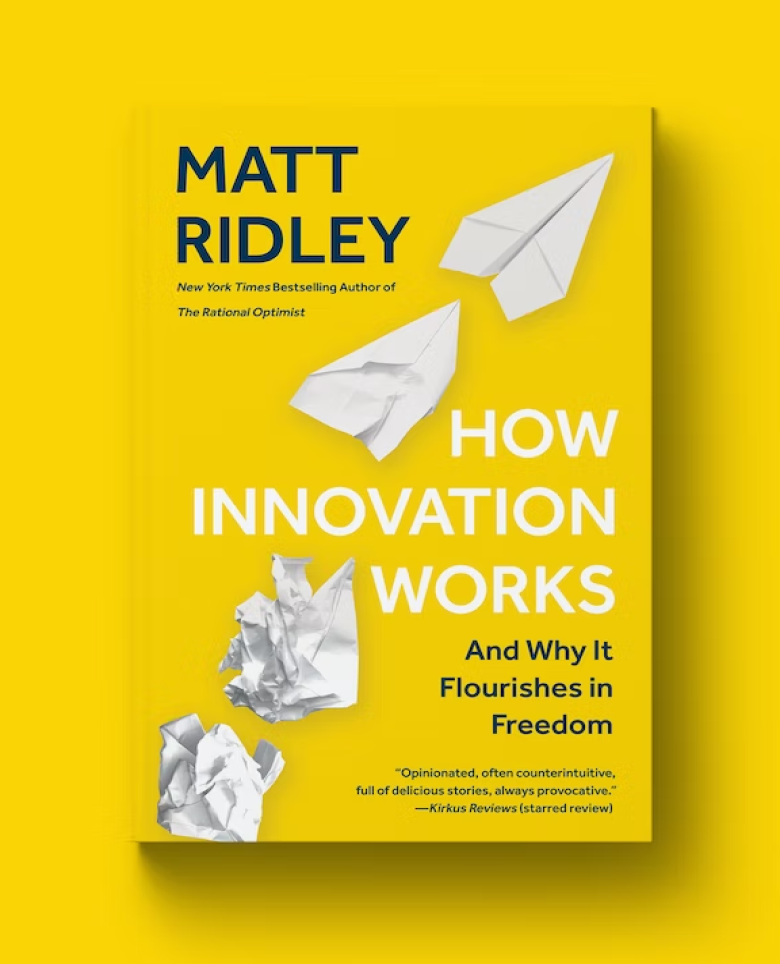 MATT
RIDLEY
New York Times Bestselling Author of
The Rational Optimist
HOW
INNOVATION
WORKS
And Why It
Flourishes in
Freedom
“Opinionated, often counterintuitive,
full of delicious stories, always provocative.”
—Kirkus Reviews (starred review)